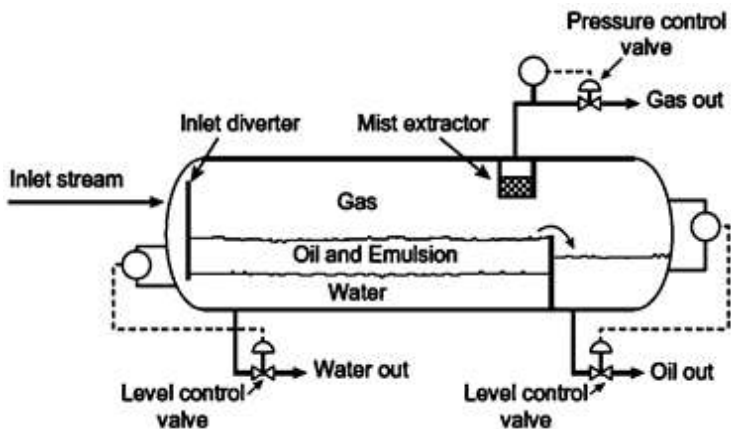 Pressure control
valve
Gas out
Inlet diverter
Mist extractor
Inlet stream
Gas
Oil and Emulsion
Water
Water out
Oil out
Level control
valve
Level control
valve